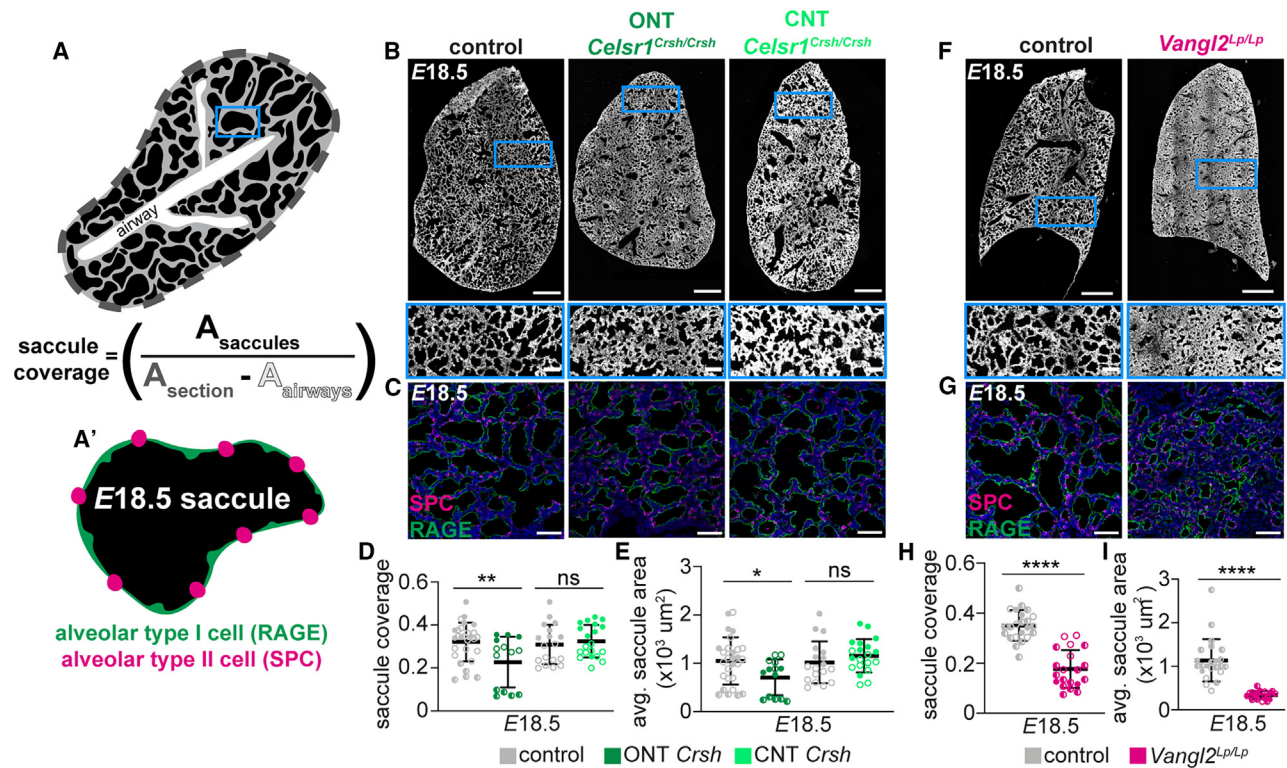 A
airway
saccule
coverage
=
(
A saccules
A section - A airways
)
A'
E18.5 saccule
alveolar type I cell (RAGE)
alveolar type II cell (SPC)
B
control
ONT
Celsr1Crsh/Crsh
CNT
Celsr1Crsh/Crsh
E18.5
C
E18.5
SPC
RAGE
D
saccule coverage
0.6
0.4
0.2
0
**
ns
E18.5
E
avg. saccule area
(x10³ um²)
3
2
1
0
*
ns
E18.5
control
ONT Crsh
CNT Crsh
F
control
Vangl2Lp/Lp
E18.5
G
E18.5
SPC
RAGE
H
saccule coverage
0.6
0.4
0.2
0
****
E18.5
I
avg. saccule area
(x10³ um²)
3
2
1
0
****
E18.5
control
Vangl2Lp/Lp